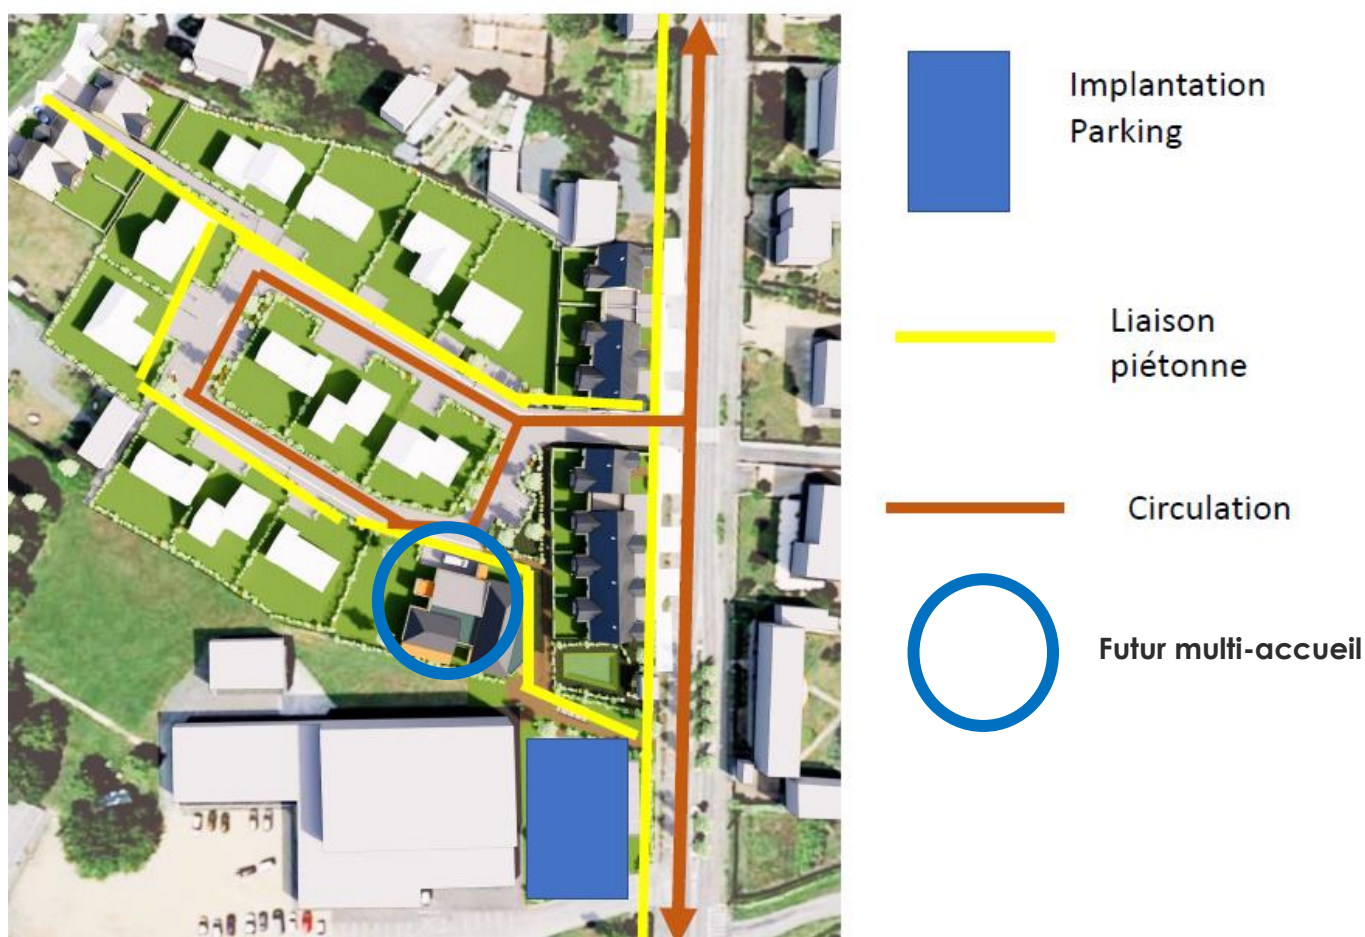 Implantation
Parking
Liaison
piétonne
Circulation
Futur multi-accueil